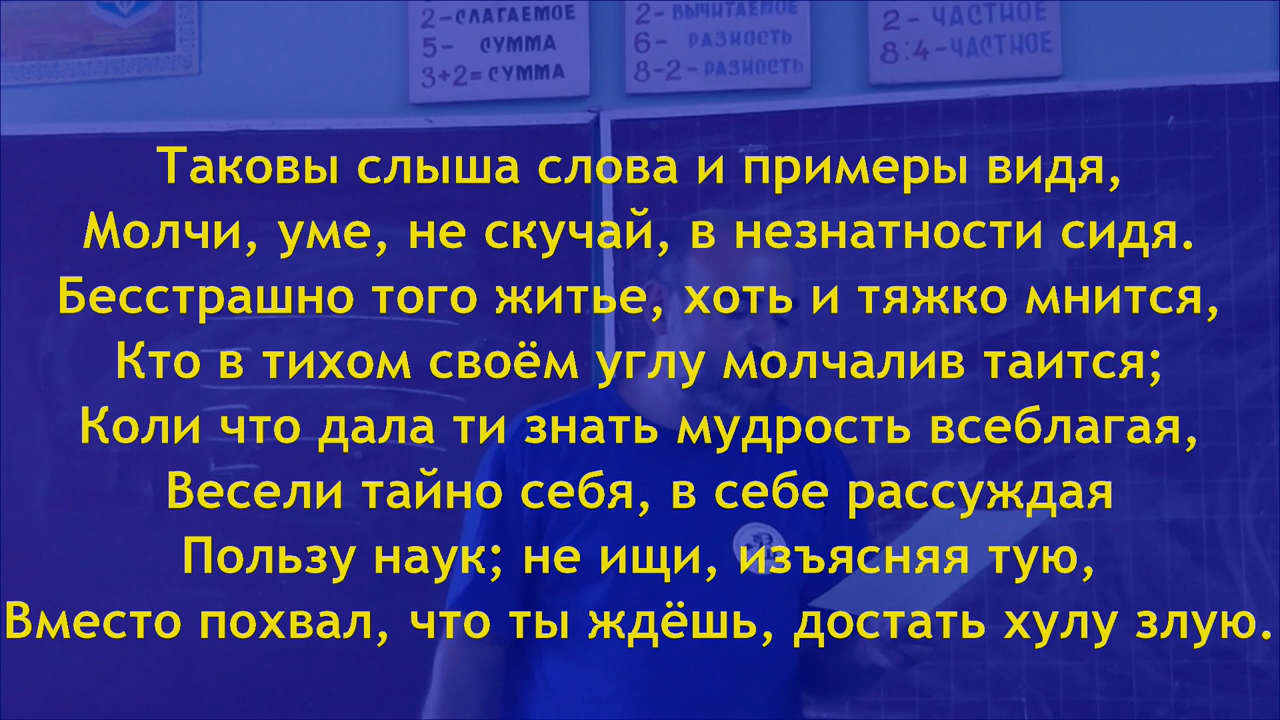 2-СЛАГАЕМОЕ
5- СУММА
3+2=СУММА
2-ВЫЧИТАЕМОЕ
6- РАЗНОСТЬ
8-2-РАЗНОСТЬ
2- ЧАСТНОЕ
8:4-ЧАСТНОЕ
Таковы слыша слова и примеры видя,
Молчи, уме, не скучай, в незнатности сидя.
Бесстрашно того житье, хоть и тяжко мнится,
Кто в тихом своём углу молчалив таится;
Коли что дала ти знать мудрость всеблагая,
Весели тайно себя, в себе рассуждая
Пользу наук; не ищи, изъясняя тую,
Вместо похвал, что ты ждёшь, достать хулу злую.